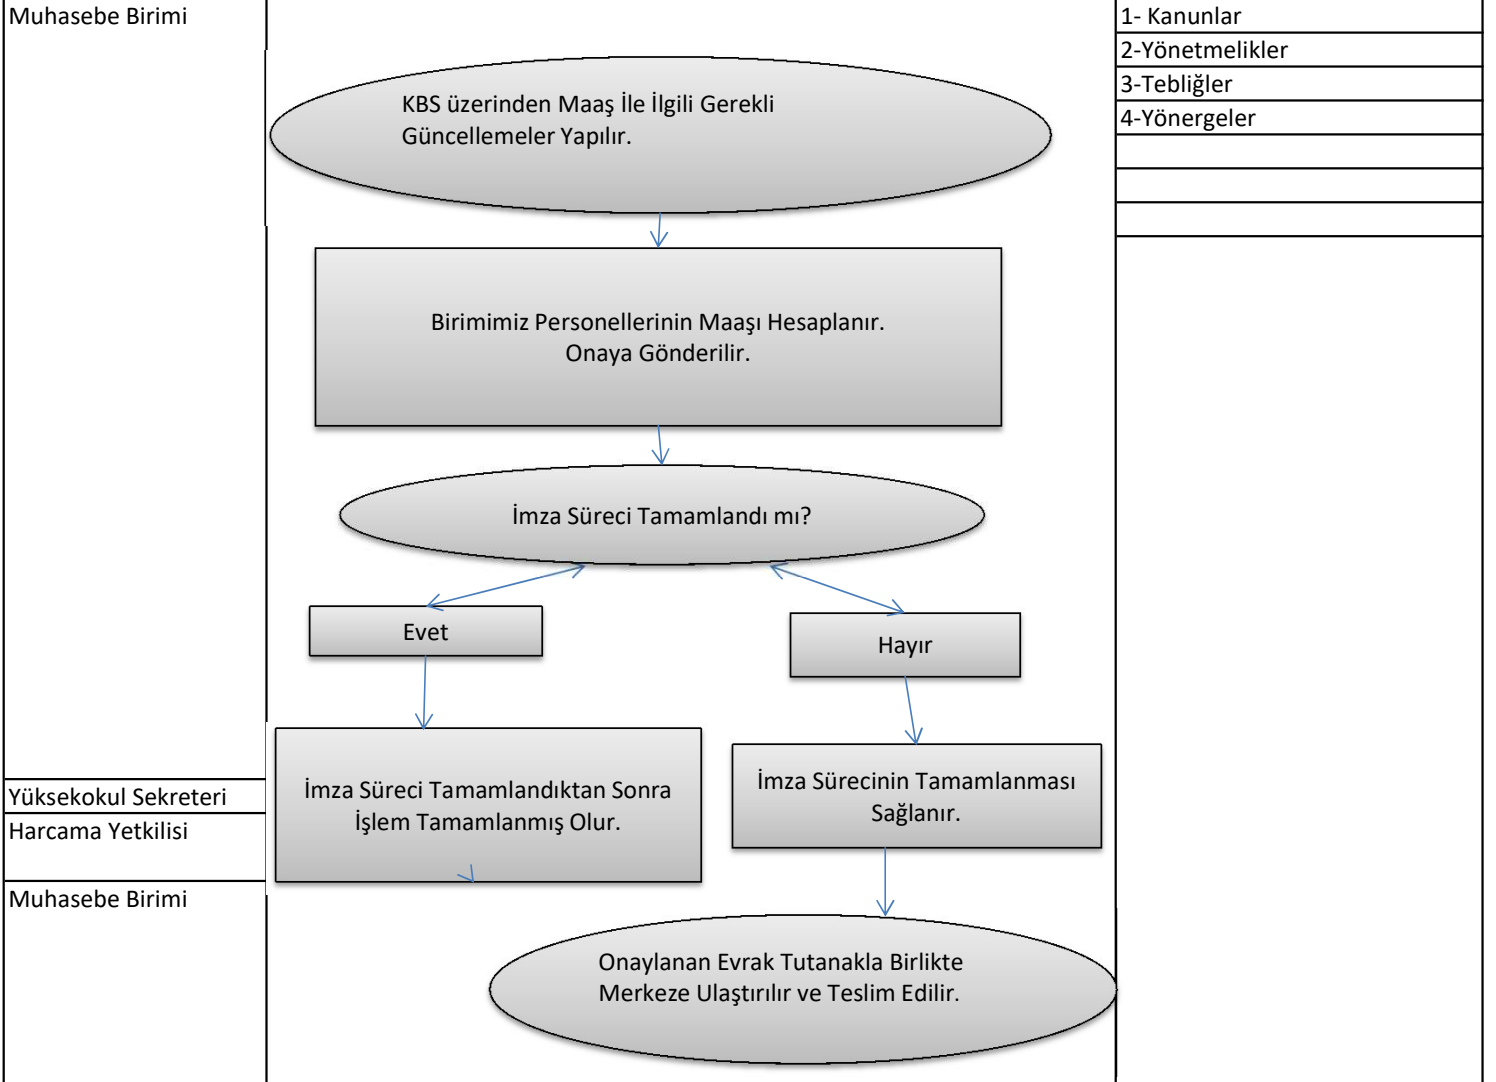 Muhasebe Birimi
1- Kanunlar
2-Yönetmelikler
3-Tebliğler
4-Yönergeler
KBS üzerinden Maaş İle İlgili Gerekli
Güncellemeler Yapılır.
Birimimiz Personellerinin Maaşı Hesaplanır.
Onaya Gönderilir.
İmza Süreci Tamamlandı mı?
Evet
Hayır
Yüksekokul Sekreteri
Harcama Yetkilisi
İmza Süreci Tamamlandıktan Sonra
İşlem Tamamlanmış Olur.
İmza Sürecinin Tamamlanması
Sağlanır.
Muhasebe Birimi
Onaylanan Evrak Tutanakla Birlikte
Merkeze Ulaştırılır ve Teslim Edilir.